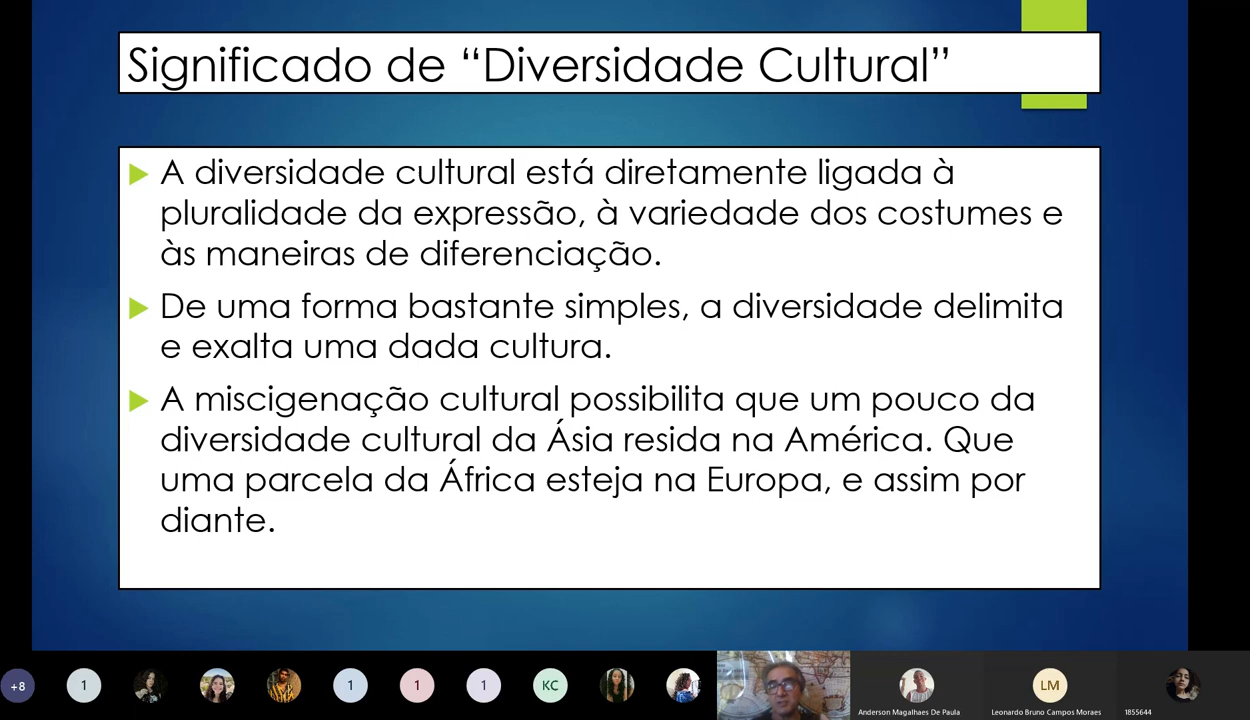 Significado de “Diversidade Cultural”
A diversidade cultural está diretamente ligada à
pluralidade da expressão, à variedade dos costumes e
às maneiras de diferenciação.
De uma forma bastante simples, a diversidade delimita
e exalta uma dada cultura.
A miscigenação cultural possibilita que um pouco da
diversidade cultural da Ásia resida na América. Que
uma parcela da África esteja na Europa, e assim por
diante.
+8
1
1
1
1
KC
LM
Anderson Magalhaes De Paula
Leonardo Bruno Campos Moraes
1855644